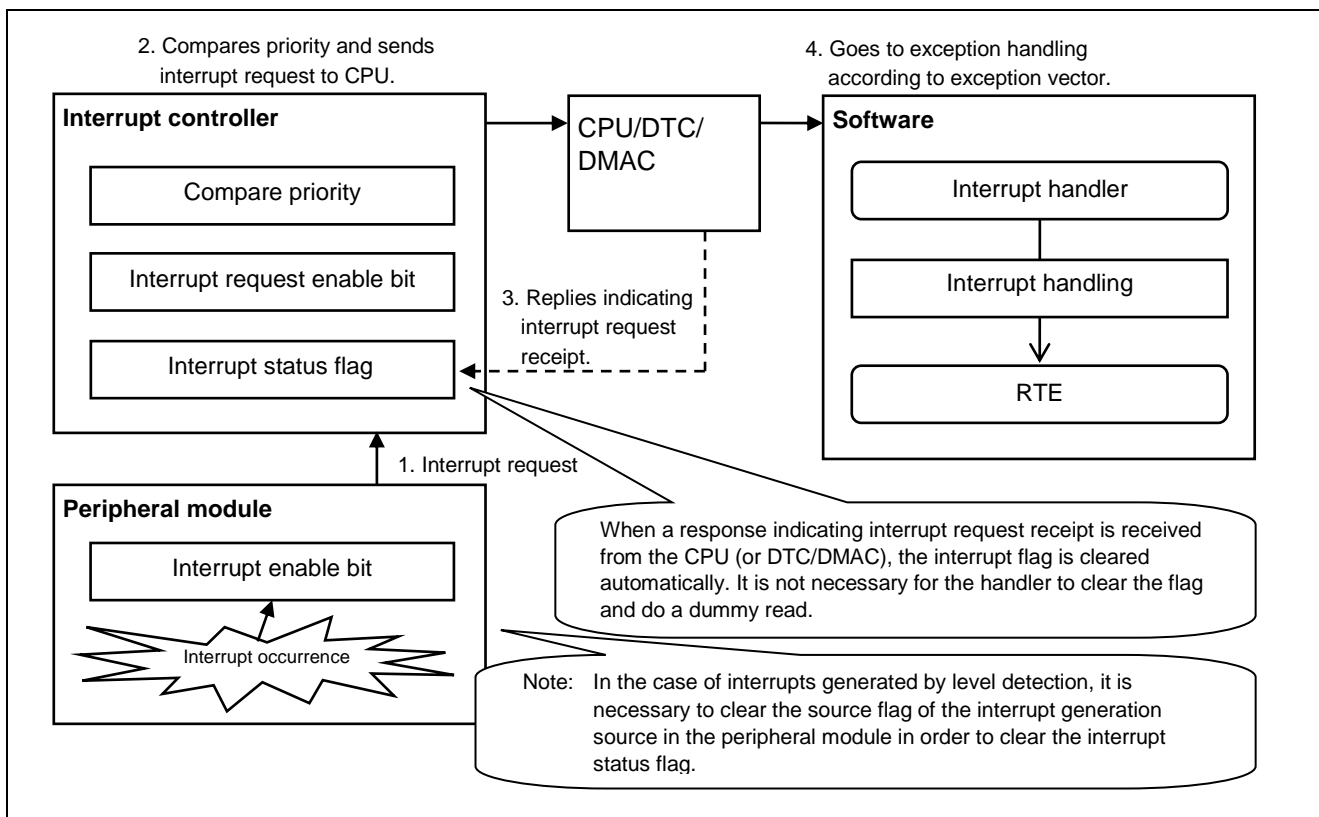 2. Compares priority and sends
interrupt request to CPU.
4. Goes to exception handling
according to exception vector.
Interrupt controller
Compare priority
Interrupt request enable bit
Interrupt status flag
CPU/DTC/
DMAC
3. Replies indicating
interrupt request
receipt.
Software
Interrupt handler
Interrupt handling
RTE
1. Interrupt request
Peripheral module
Interrupt enable bit
Interrupt occurrence
When a response indicating interrupt request receipt is received
from the CPU (or DTC/DMAC), the interrupt flag is cleared
automatically. It is not necessary for the handler to clear the flag
and do a dummy read.
Note: In the case of interrupts generated by level detection, it is
necessary to clear the source flag of the interrupt generation
source in the peripheral module in order to clear the interrupt
status flag.